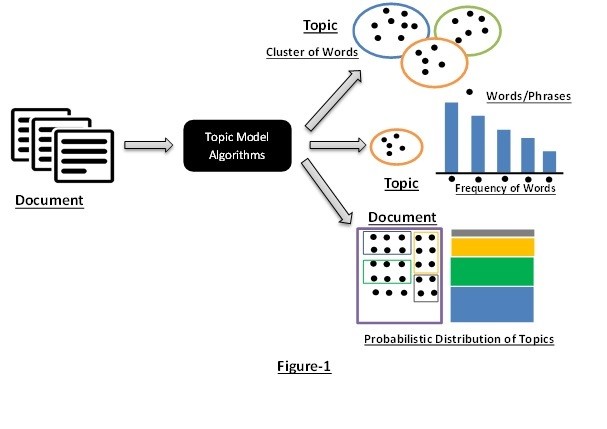 Topic
Cluster of Words
Words/Phrases
Topic Model
Algorithms
Document
Topic
Frequency of Words
Document
Probabilistic Distribution of Topics
Figure-1